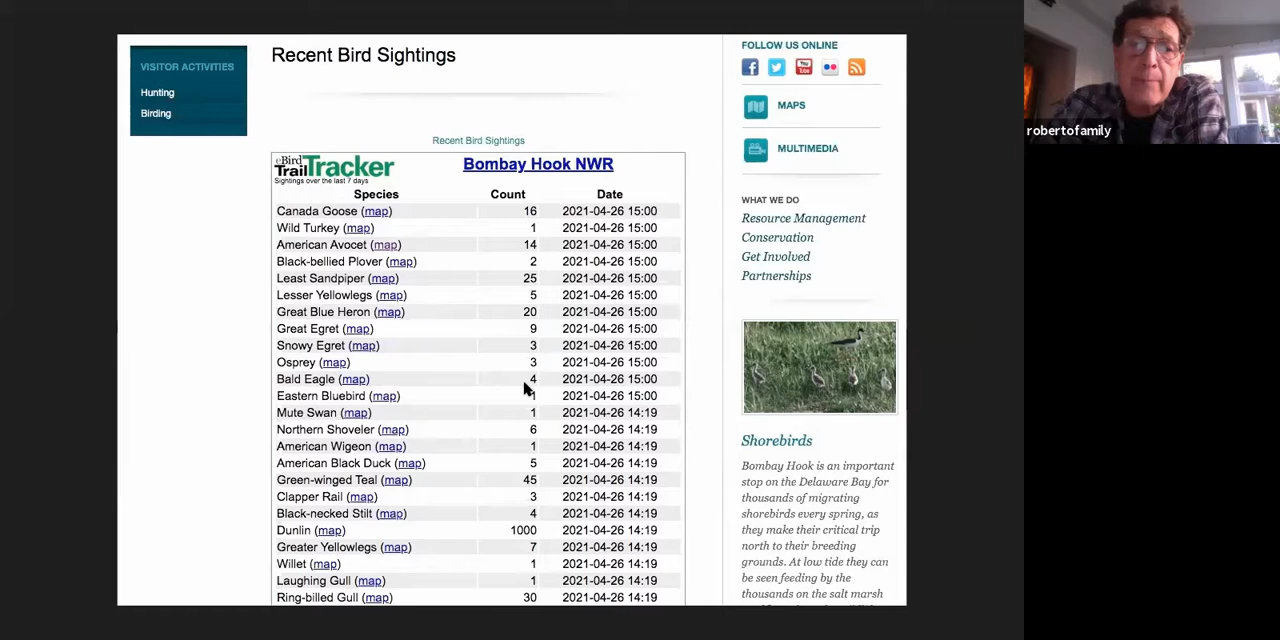 VISITOR ACTIVITIES
Hunting
Birding
Recent Bird Sightings
Recent Bird Sightings
eBird
TrailTracker
Sightings over the last 7 days
Bombay Hook NWR
Species Count Date
Canada Goose (map) 16 2021-04-26 15:00
Wild Turkey (map) 1 2021-04-26 15:00
American Avocet (map) 14 2021-04-26 15:00
Black-bellied Plover (map) 2 2021-04-26 15:00
Least Sandpiper (map) 25 2021-04-26 15:00
Lesser Yellowlegs (map) 5 2021-04-26 15:00
Great Blue Heron (map) 20 2021-04-26 15:00
Great Egret (map) 9 2021-04-26 15:00
Snowy Egret (map) 3 2021-04-26 15:00
Osprey (map) 3 2021-04-26 15:00
Bald Eagle (map) 4 2021-04-26 15:00
Eastern Bluebird (map) 1 2021-04-26 15:00
Mute Swan (map) 1 2021-04-26 14:19
Northern Shoveler (map) 6 2021-04-26 14:19
American Wigeon (map) 1 2021-04-26 14:19
American Black Duck (map) 5 2021-04-26 14:19
Green-winged Teal (map) 45 2021-04-26 14:19
Clapper Rail (map) 3 2021-04-26 14:19
Black-necked Stilt (map) 4 2021-04-26 14:19
Dunlin (map) 1000 2021-04-26 14:19
Greater Yellowlegs (map) 7 2021-04-26 14:19
Willet (map) 1 2021-04-26 14:19
Laughing Gull (map) 1 2021-04-26 14:19
Ring-billed Gull (map) 30 2021-04-26 14:19
FOLLOW US ONLINE
You Tube
MAPS
MULTIMEDIA
WHAT WE DO
Resource Management
Conservation
Get Involved
Partnerships
Shorebirds
Bombay Hook is an important
stop on the Delaware Bay for
thousands of migrating
shorebirds every spring, as
they make their critical trip
north to their breeding
grounds. At low tide they can
be seen feeding by the
thousands on the salt marsh
robertofamily